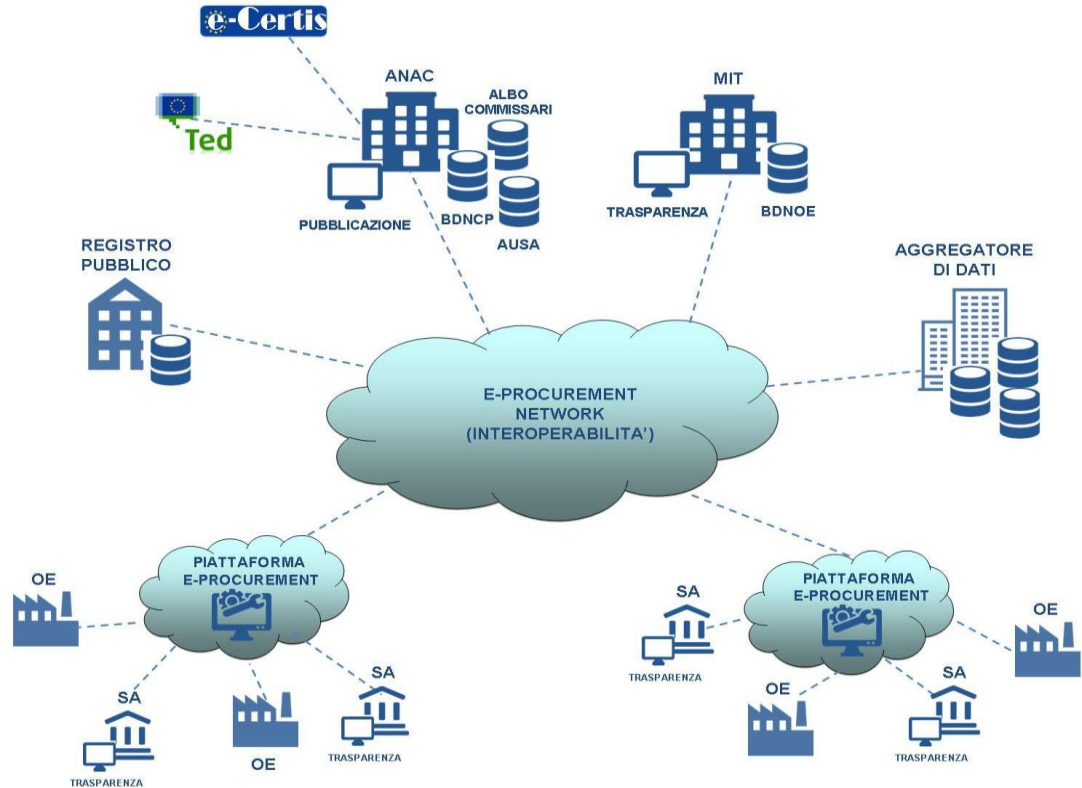 e-Certis
Ted
ANAC
ALBO
COMMISSARI
PUBBLICAZIONE
BDNCP
AUSA
MIT
TRASPARENZA
BDNOE
REGISTRO
PUBBLICO
AGGREGATORE
DI DATI
E-PROCUREMENT
NETWORK
(INTEROPERABILITA’)
PIATTAFORMA
E-PROCUREMENT
OE
SA
TRASPARENZA
OE
SA
TRASPARENZA
PIATTAFORMA
E-PROCUREMENT
SA
TRASPARENZA
OE
OE
SA
TRASPARENZA